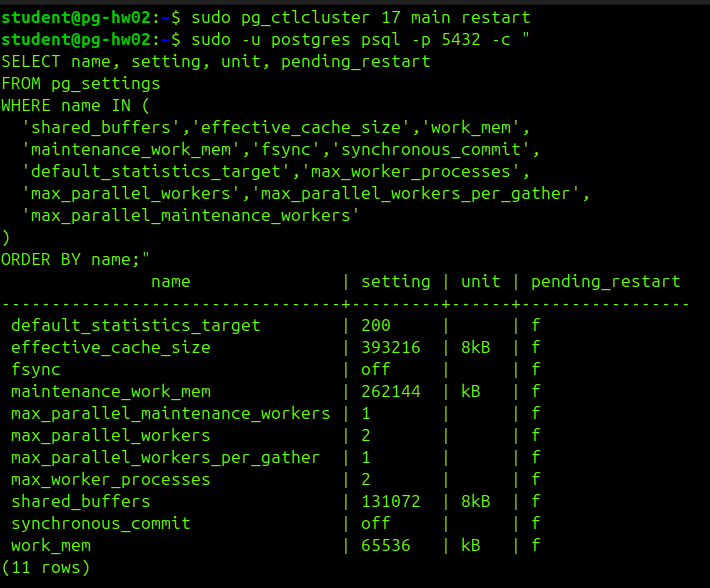 student@pg-hw02:~$ sudo pg_ctlcluster 17 main restart
student@pg-hw02:~$ sudo -u postgres psql -p 5432 -c "
SELECT name, setting, unit, pending_restart
FROM pg_settings
WHERE name IN (
  'shared_buffers','effective_cache_size','work_mem',
  'maintenance_work_mem','fsync','synchronous_commit',
  'default_statistics_target','max_worker_processes',
  'max_parallel_workers','max_parallel_workers_per_gather',
  'max_parallel_maintenance_workers'
)
ORDER BY name;"
               name               | setting | unit | pending_restart
----------------------------------+---------+------+-----------------
 default_statistics_target        | 200     |      | f
 effective_cache_size             | 393216  | 8kB  | f
 fsync                            | off     |      | f
 maintenance_work_mem             | 262144  | kB   | f
 max_parallel_maintenance_workers | 1       |      | f
 max_parallel_workers             | 2       |      | f
 max_parallel_workers_per_gather  | 1       |      | f
 max_worker_processes             | 2       |      | f
 shared_buffers                   | 131072  | 8kB  | f
 synchronous_commit               | off     |      | f
 work_mem                         | 65536   | kB   | f
(11 rows)